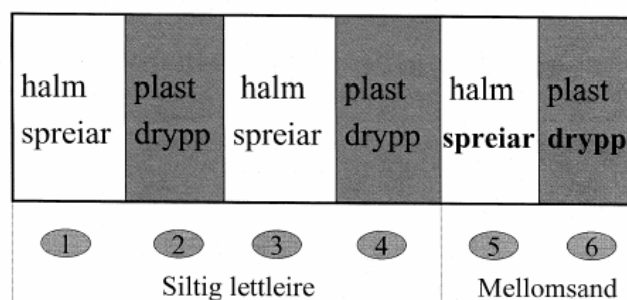 halm plast halm plast halm plast
spreiar drypp spreiar drypp spreiar drypp
1 2 3 4 5 6
Siltig lettleire Mellomsand